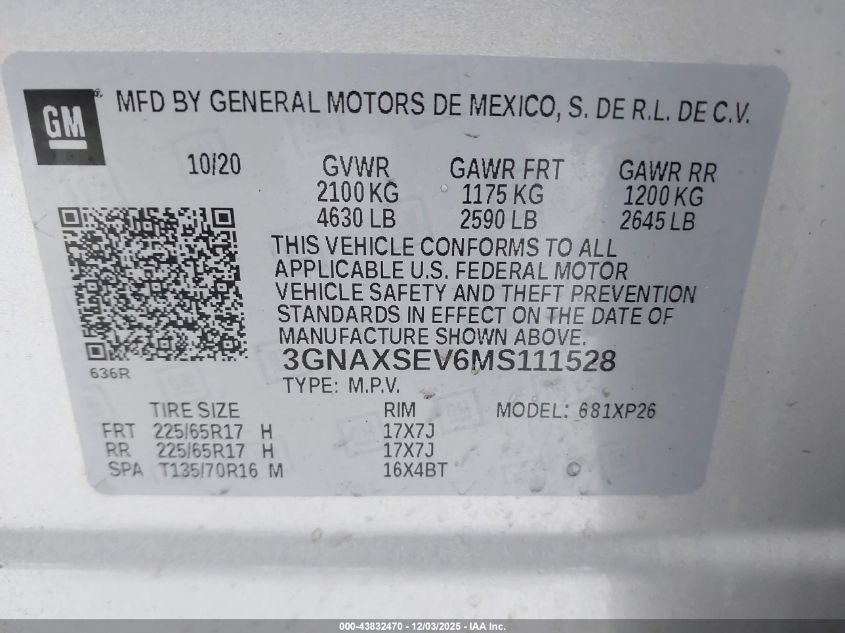 GM
MFD BY GENERAL MOTORS DE MEXICO, S. DE R.L. DE C.V.
10/20 GVWR GAWR FRT GAWR RR
2100 KG 1175 KG 1200 KG
4630 LB 2590 LB 2645 LB
THIS VEHICLE CONFORMS TO ALL
APPLICABLE U.S. FEDERAL MOTOR
VEHICLE SAFETY AND THEFT PREVENTION
STANDARDS IN EFFECT ON THE DATE OF
MANUFACTURE SHOWN ABOVE.
3GNAXSEV6MS111528
636R
TYPE: M.P.V.
TIRE SIZE RIM MODEL: 681XP26
FRT 225/65R17 H 17X7J
RR 225/65R17 H 17X7J
SPA T135/70R16 M 16X4BT
000-43832470 - 12/03/2025 - IAA Inc.